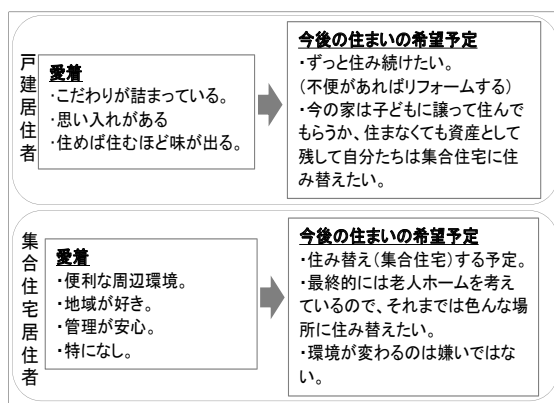 戸建居住者
愛着
･こだわりが詰まっている。
･思い入れがある
･住めば住むほど味が出る。
今後の住まいの希望予定
･ずっと住み続けたい。
(不便があればリフォームする)
･今の家は子どもに譲って住んで
もらうか、住まなくても資産として
残して自分たちは集合住宅に住
み替えたい。
集合住宅居住者
愛着
･便利な周辺環境。
･地域が好き。
･管理が安心。
･特になし。
今後の住まいの希望予定
･住み替え(集合住宅)する予定。
･最終的には老人ホームを考え
ているので、それまでは色んな場
所に住み替えたい。
･環境が変わるのは嫌いではな
い。